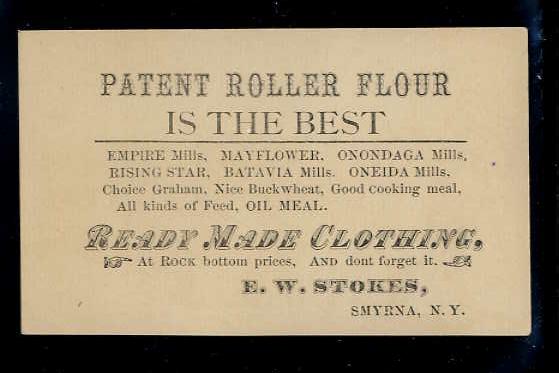 PATENT ROLLER FLOUR
IS THE BEST
EMPIRE Mills, MAYFLOWER, ONONDAGA Mills,
RISING STAR, BATAVIA Mills. ONEIDA Mills,
Choice Graham, Nice Buckwheat, Good cooking meal,
All kinds of Feed, OIL MEAL.
READY MADE CLOTHING,
At ROCK bottom prices, AND dont forget it.
E. W. STOKES,
SMYRNA, N. Y.